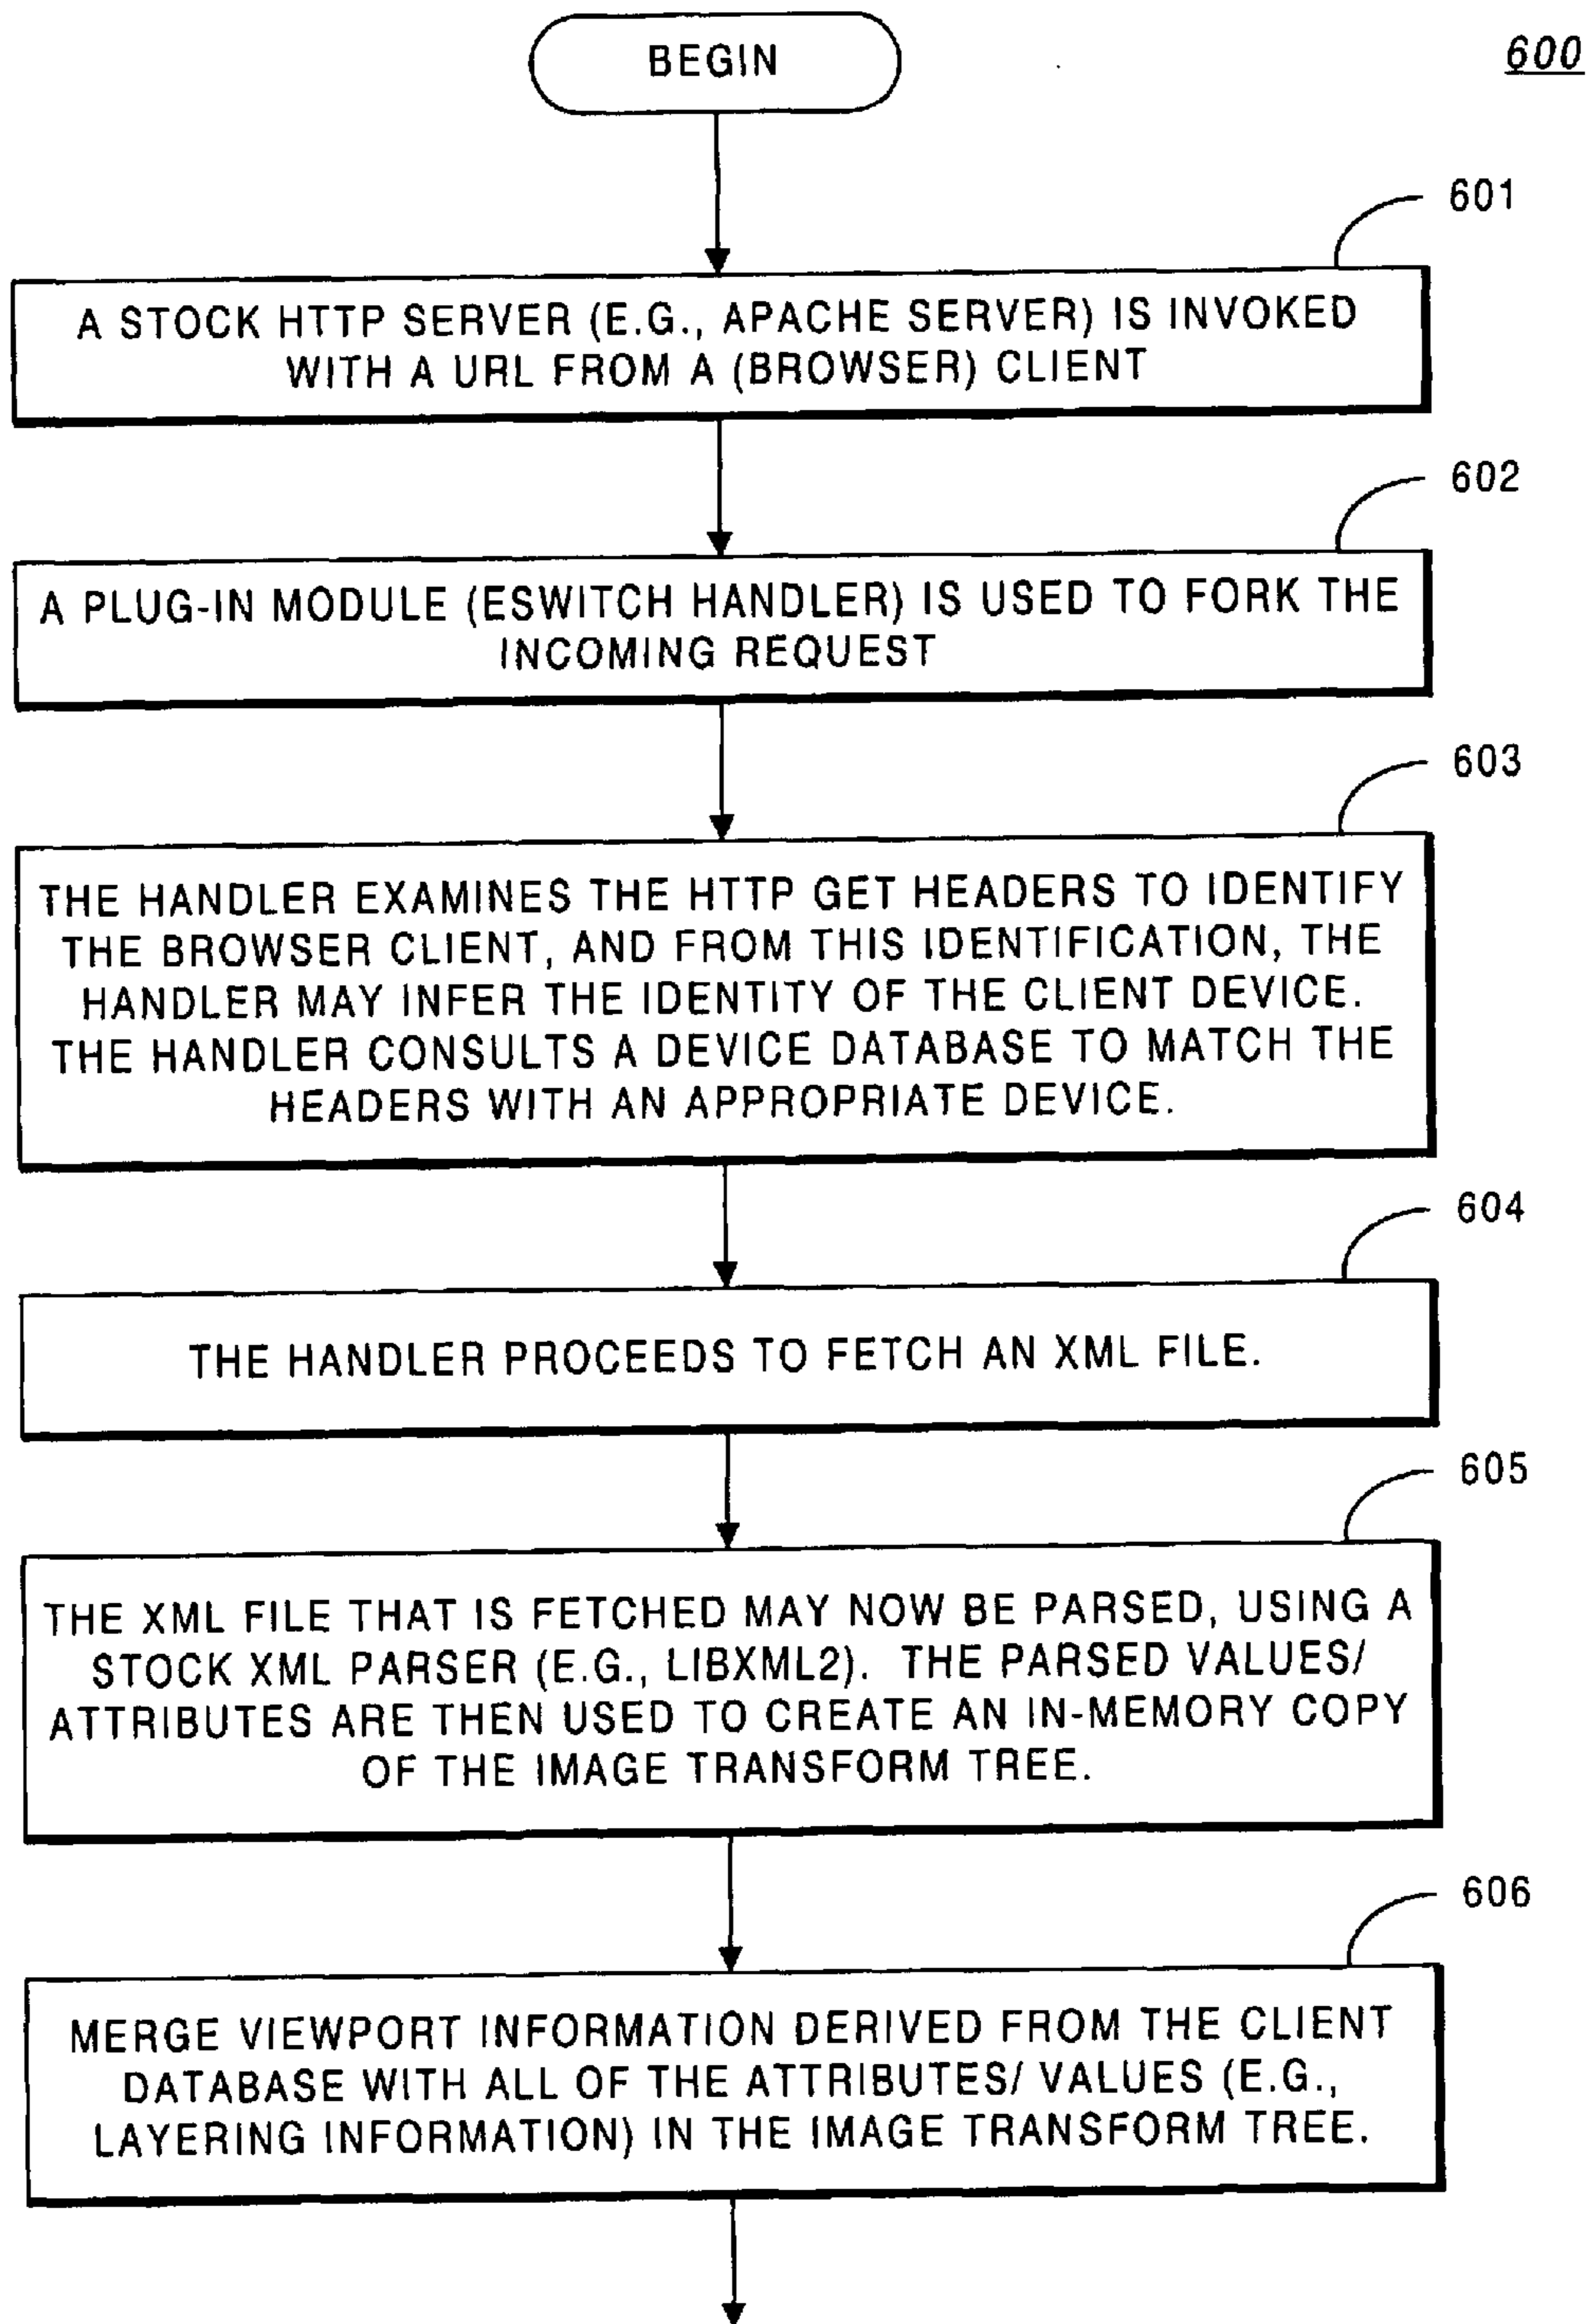 BEGIN
600
601
A STOCK HTTP SERVER (E.G., APACHE SERVER) IS INVOKED
WITH A URL FROM A (BROWSER) CLIENT
602
A PLUG-IN MODULE (ESWITCH HANDLER) IS USED TO FORK THE
INCOMING REQUEST
603
THE HANDLER EXAMINES THE HTTP GET HEADERS TO IDENTIFY
THE BROWSER CLIENT, AND FROM THIS IDENTIFICATION, THE
HANDLER MAY INFER THE IDENTITY OF THE CLIENT DEVICE.
THE HANDLER CONSULTS A DEVICE DATABASE TO MATCH THE
HEADERS WITH AN APPROPRIATE DEVICE.
604
THE HANDLER PROCEEDS TO FETCH AN XML FILE.
605
THE XML FILE THAT IS FETCHED MAY NOW BE PARSED, USING A
STOCK XML PARSER (E.G., LIBXML2). THE PARSED VALUES/
ATTRIBUTES ARE THEN USED TO CREATE AN IN-MEMORY COPY
OF THE IMAGE TRANSFORM TREE.
606
MERGE VIEWPORT INFORMATION DERIVED FROM THE CLIENT
DATABASE WITH ALL OF THE ATTRIBUTES/ VALUES (E.G.,
LAYERING INFORMATION) IN THE IMAGE TRANSFORM TREE.